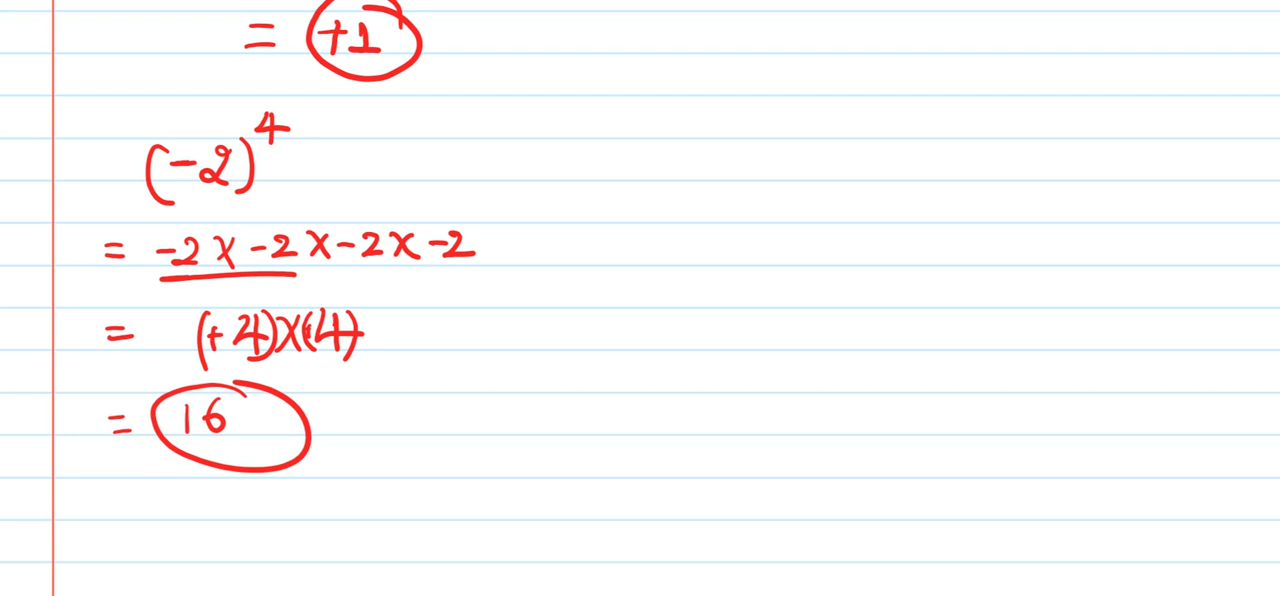 = +1
(-2)^4
= -2 x -2 x -2 x -2
= (+4)x(4)
= 16